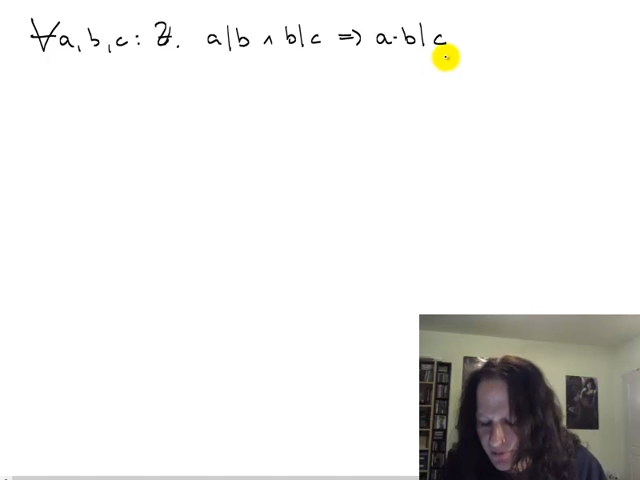 ∀a, b, c : ℤ. a|b ∧ b|c ⇒ a·b|c